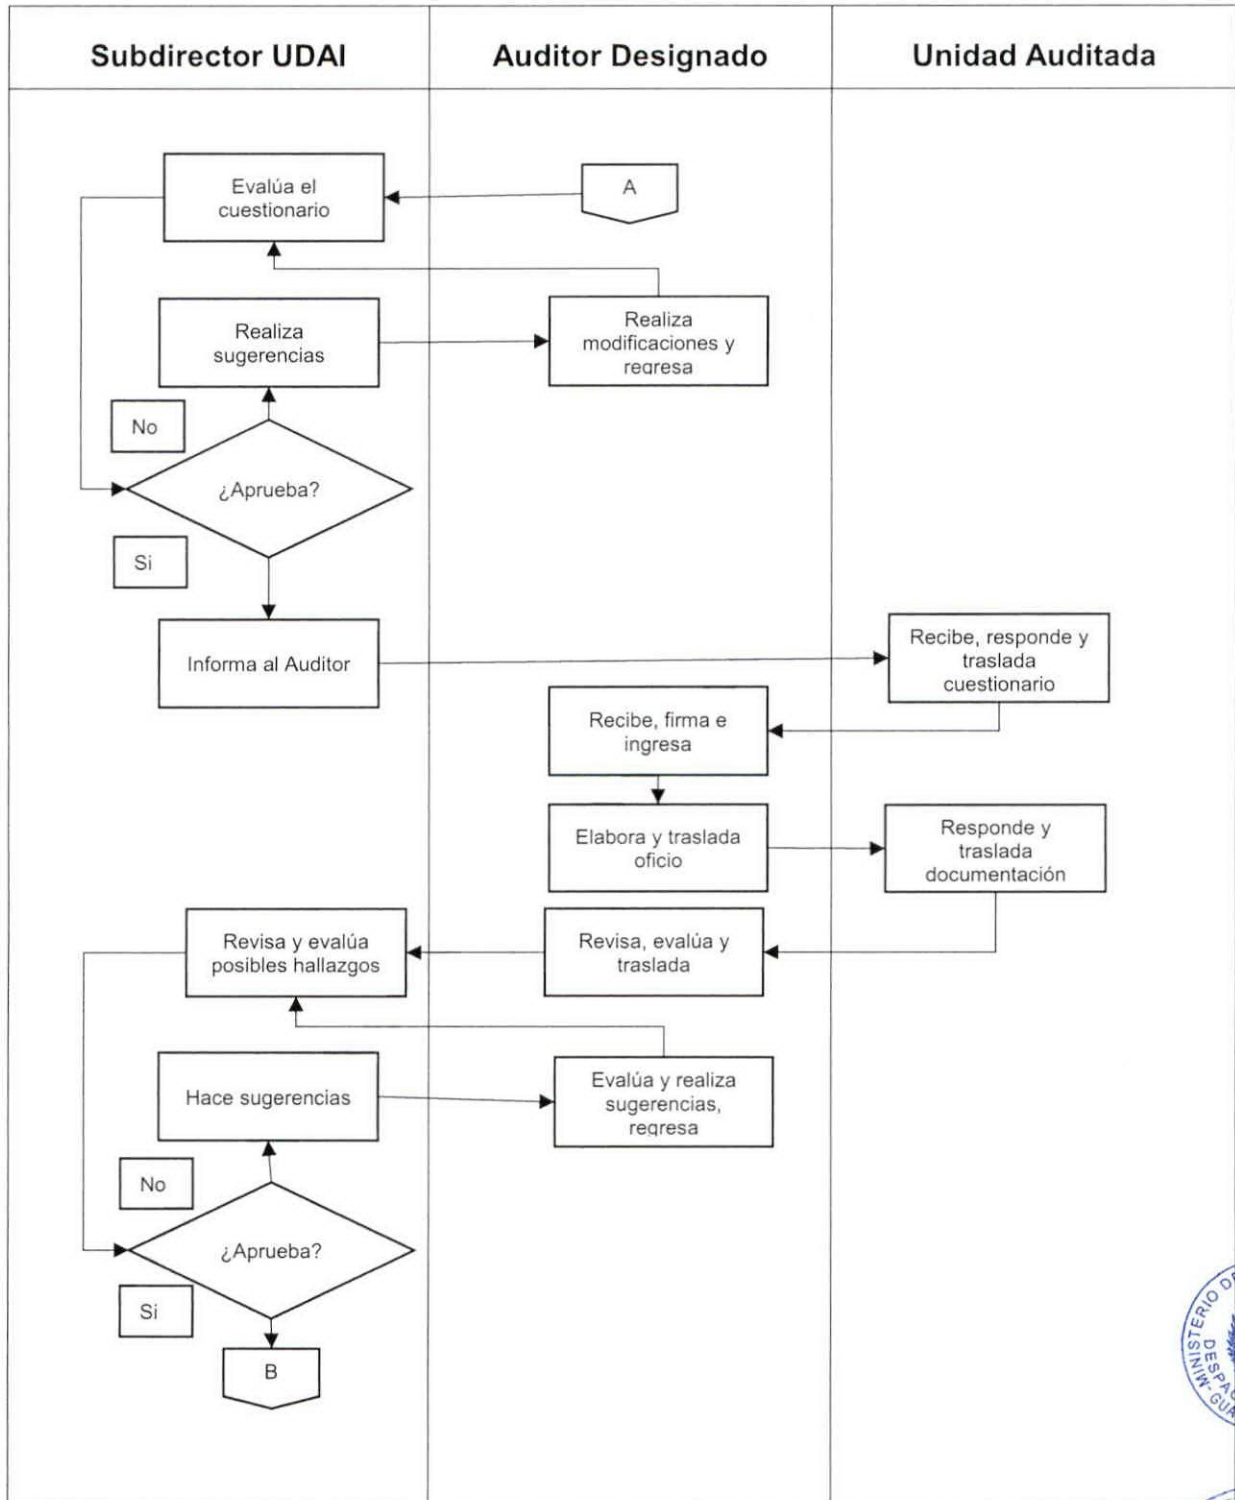 Subdirector UDAI
Auditor Designado
Unidad Auditada
Evalúa el
cuestionario
A
Realiza
sugerencias
Realiza
modificaciones y
regresa
No
¿Aprueba?
Si
Informa al Auditor
Recibe, responde y
traslada
cuestionario
Recibe, firma e
ingresa
Elabora y traslada
oficio
Responde y
traslada
documentación
Revisa y evalúa
posibles hallazgos
Revisa, evalúa y
traslada
Hace sugerencias
Evalúa y realiza
sugerencias,
regresa
No
¿Aprueba?
Si
B
MINISTERIO